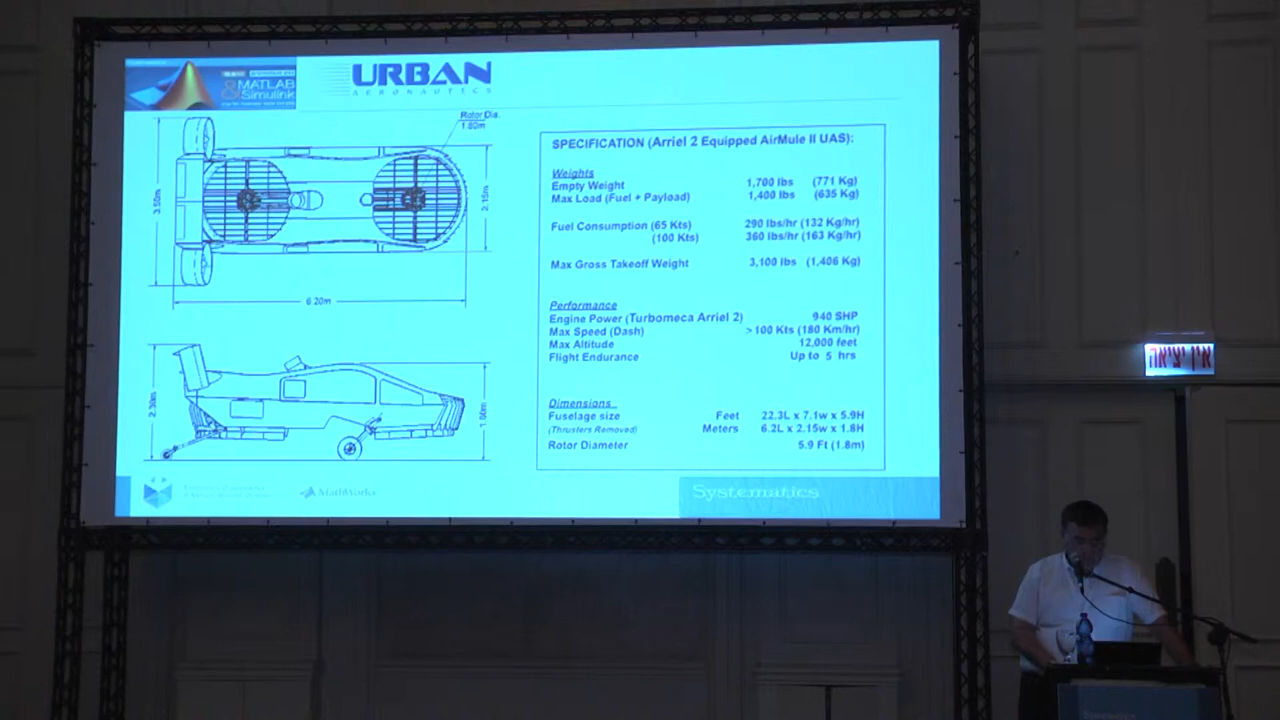 MATLAB
Simulink
URBAN
AERONAUTICS
Rotor Dia.
1.80m
3.50m
2.15m
6.20m
2.30m
SPECIFICATION (Arriel 2 Equipped AirMule II UAS):
Weights
Empty Weight 1,700 lbs (771 Kg)
Max Load (Fuel + Payload) 1,400 lbs (635 Kg)
Fuel Consumption (65 Kts) 290 lbs/hr (132 Kg/hr)
(100 Kts) 360 lbs/hr (163 Kg/hr)
Max Gross Takeoff Weight 3,100 lbs (1,406 Kg)
Performance
Engine Power (Turbomeca Arriel 2) 940 SHP
Max Speed (Dash) >100 Kts (180 Km/hr)
Max Altitude 12,000 feet
Flight Endurance Up to 5 hrs
Dimensions
Fuselage size Feet 22.3L x 7.1w x 5.9H
(Thrusters Removed) Meters 6.2L x 2.15w x 1.8H
Rotor Diameter 5.9 Ft (1.8m)
MathWorks
Systematics
אין יציאה